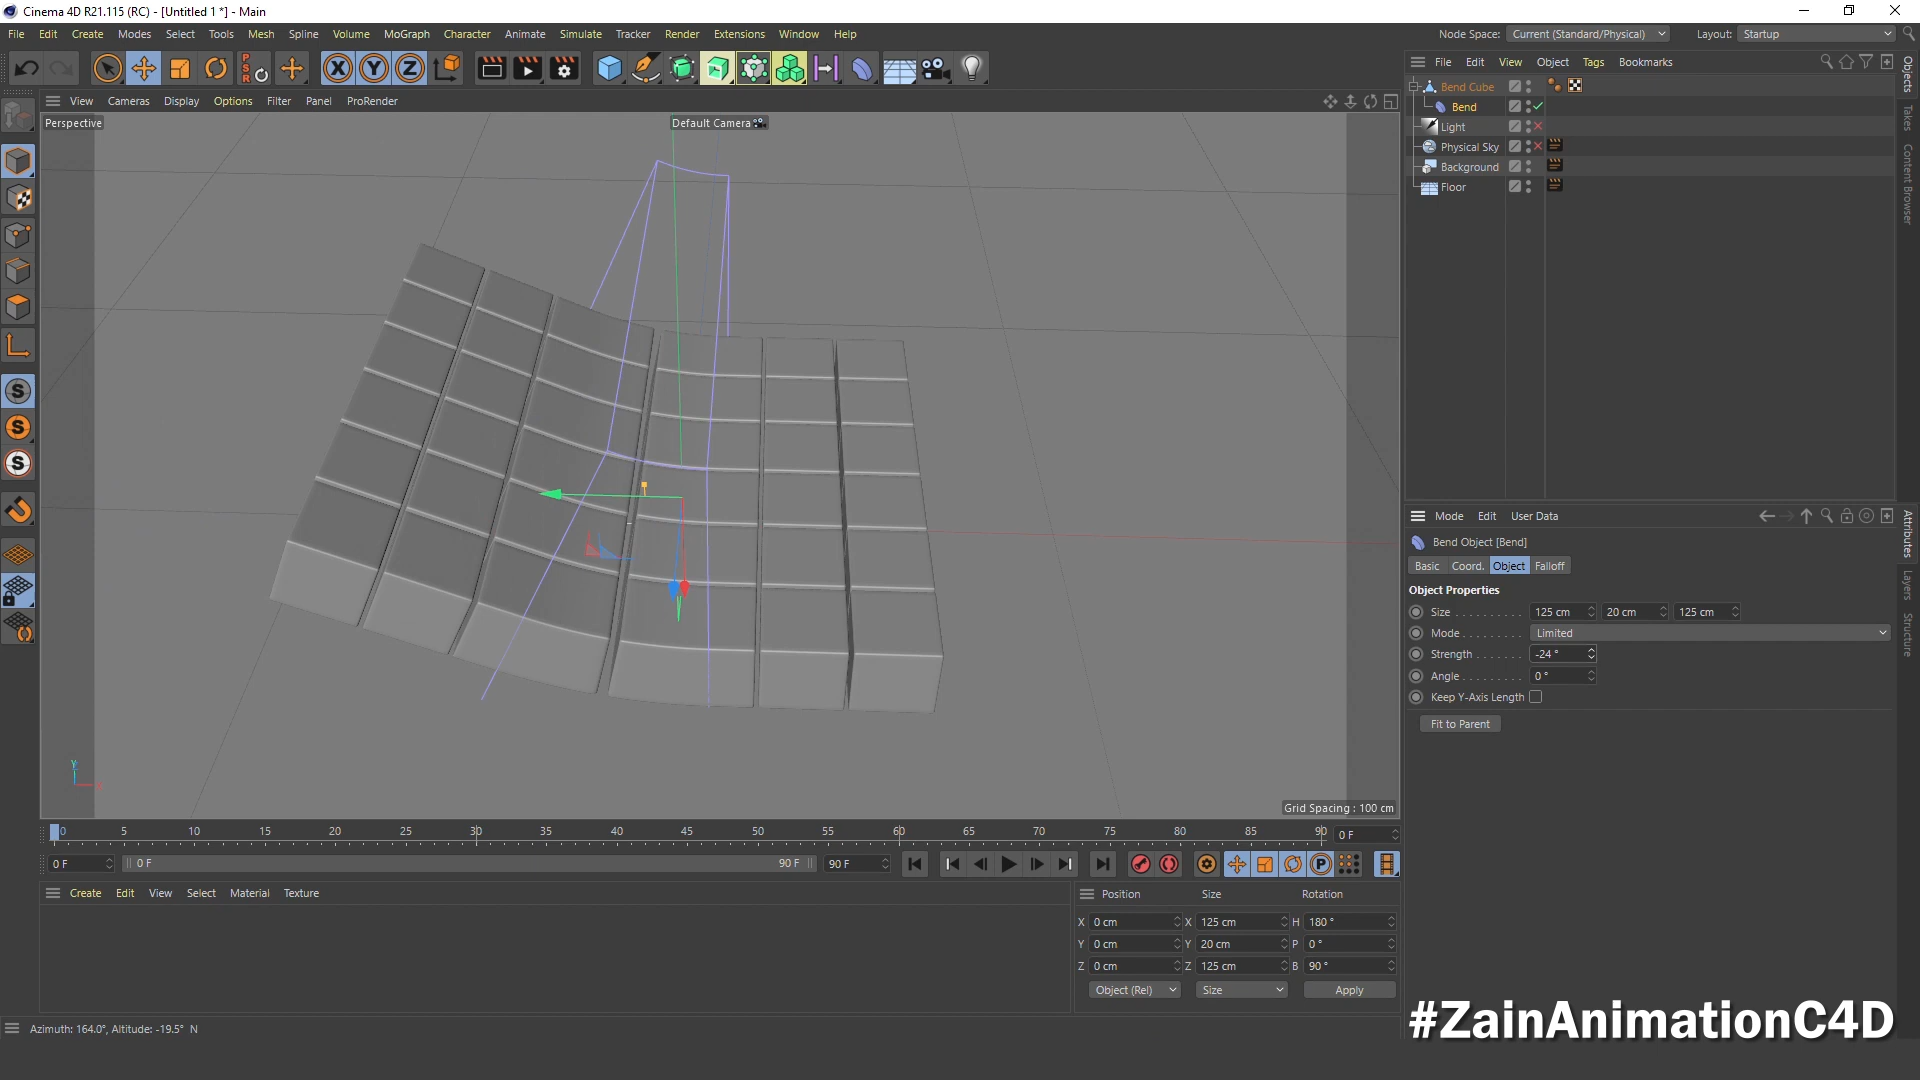 Cinema 4D R21.115 (RC) - [Untitled 1 *] - Main
File Edit Create Modes Select Tools Mesh Spline Volume MoGraph Character Animate Simulate Tracker Render Extensions Window Help
Node Space: Current (Standard/Physical) Layout: Startup
PSR X Y Z
File Edit View Object Tags Bookmarks
View Cameras Display Options Filter Panel ProRender
Perspective
Default Camera
Bend Cube
Bend
Light
Physical Sky
Background
Floor
Objects
Takes
Content Browser
S
S
S
Mode Edit User Data
Bend Object [Bend]
Basic Coord. Object Falloff
Object Properties
Size 125 cm 20 cm 125 cm
Mode Limited
Strength -24 °
Angle 0 °
Keep Y-Axis Length
Fit to Parent
Attributes
Layers
Structure
Y
Grid Spacing : 100 cm
0 5 10 15 20 25 30 35 40 45 50 55 60 65 70 75 80 85 90 0 F
0 F 0 F 90 F 90 F P
Create Edit View Select Material Texture
Position Size Rotation
X 0 cm X 125 cm H 180 °
Y 0 cm Y 20 cm P 0 °
Z 0 cm Z 125 cm B 90 °
Object (Rel) Size Apply
Azimuth: 164.0°, Altitude: -19.5° N
#ZainAnimationC4D